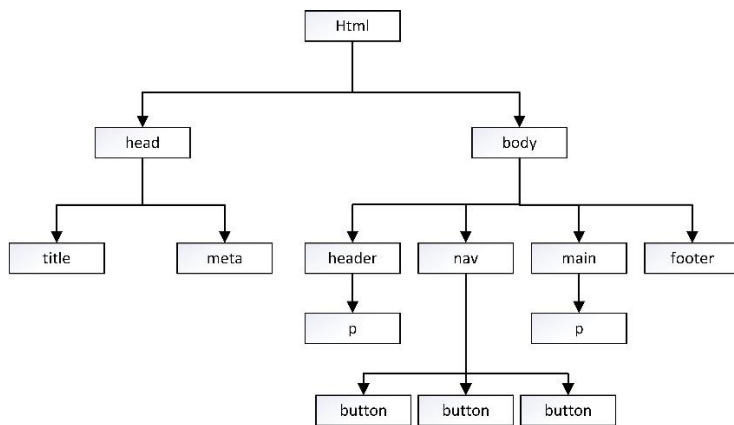 Html
head
body
title
meta
header
nav
main
footer
p
p
button
button
button